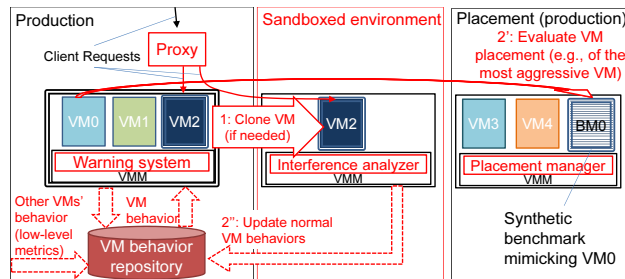 Production
Sandboxed environment
Placement (production)
Client Requests
Proxy
2': Evaluate VM
placement (e.g., of the
most aggressive VM)
VM0
VM1
VM2
1: Clone VM
(if needed)
VM2
VM3
VM4
BM0
Warning system
VMM
Interference analyzer
VMM
Placement manager
VMM
Other VMs'
behavior
(low-level
metrics)
VM
behavior
2'': Update normal
VM behaviors
VM behavior
repository
Synthetic
benchmark
mimicking VM0